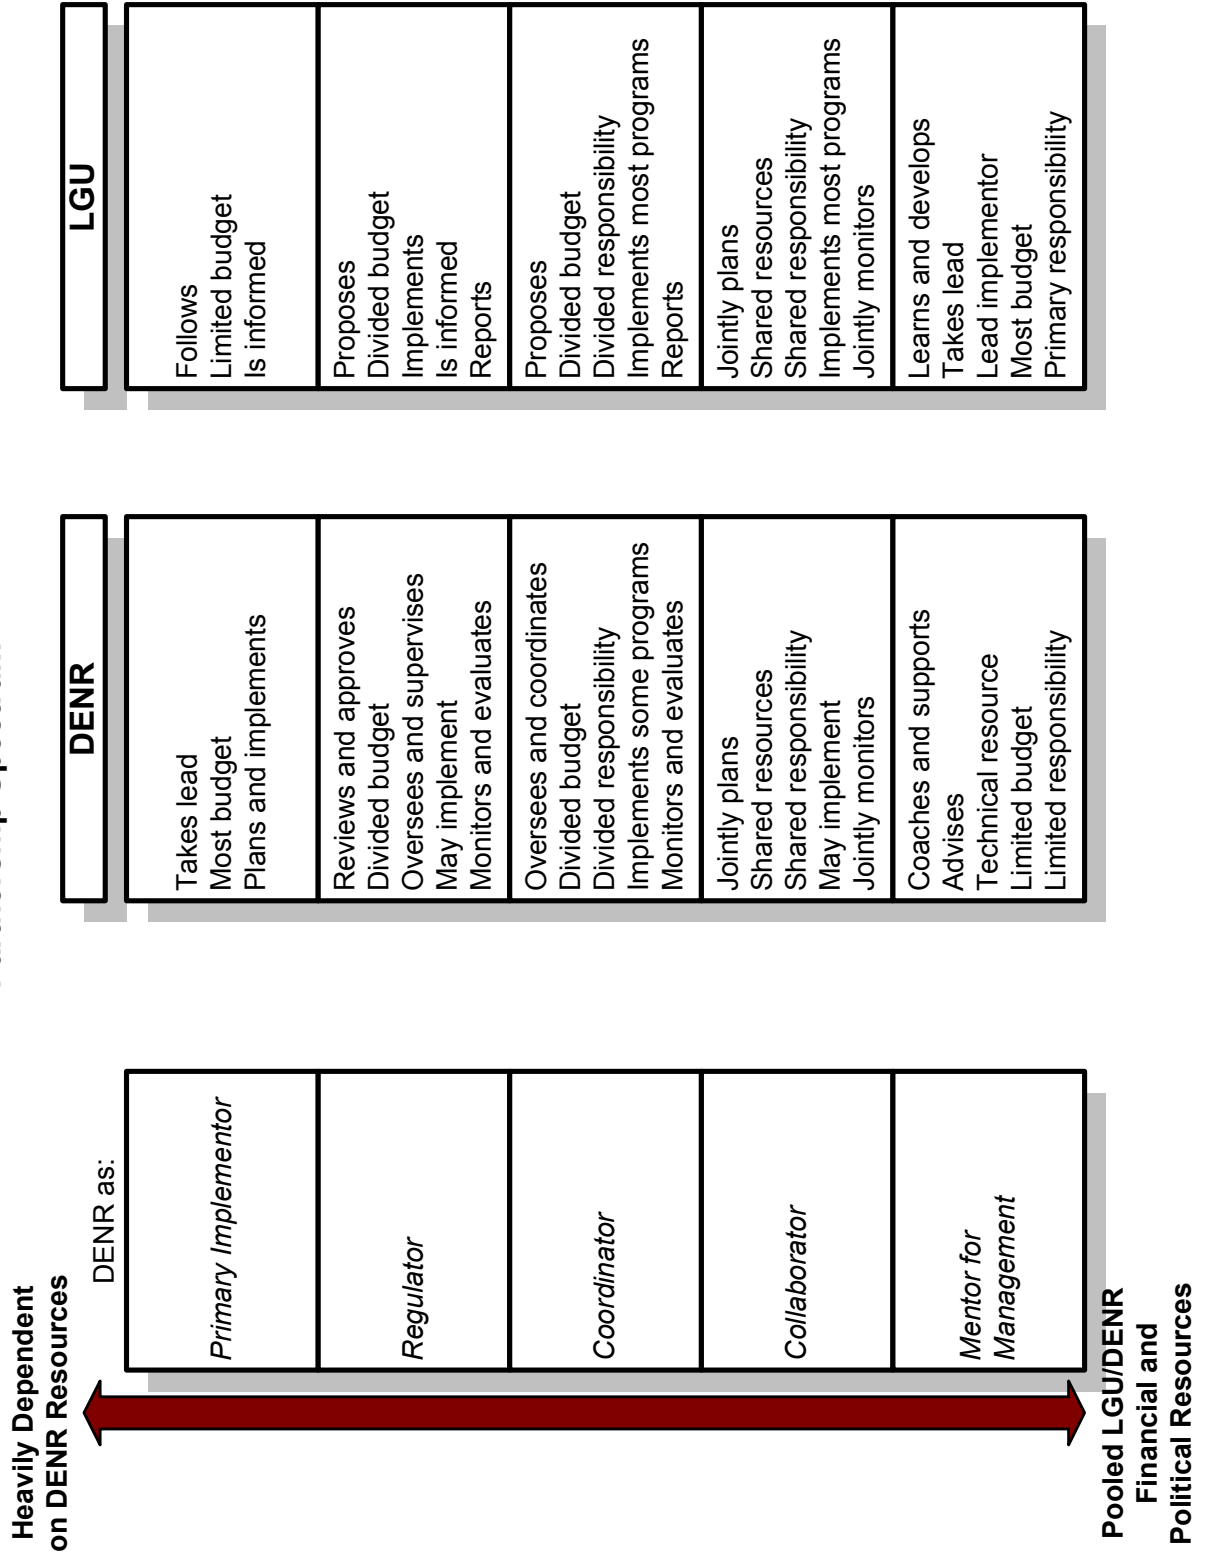 Heavily Dependent
on DENR Resources
DENR as:
DENR
LGU
Primary Implementor
Takes lead
Most budget
Plans and implements
Follows
Limited budget
Is informed
Regulator
Reviews and approves
Divided budget
Oversees and supervises
May implement
Monitors and evaluates
Proposes
Divided budget
Implements
Is informed
Reports
Coordinator
Oversees and coordinates
Divided budget
Divided responsibility
Implements some programs
Monitors and evaluates
Proposes
Divided budget
Divided responsibility
Implements most programs
Reports
Collaborator
Jointly plans
Shared resources
Shared responsibility
May implement
Jointly monitors
Jointly plans
Shared resources
Shared responsibility
Implements most programs
Jointly monitors
Mentor for
Management
Coaches and supports
Advises
Technical resource
Limited budget
Limited responsibility
Learns and develops
Takes lead
Lead implementor
Most budget
Primary responsibility
Pooled LGU/DENR
Financial and
Political Resources